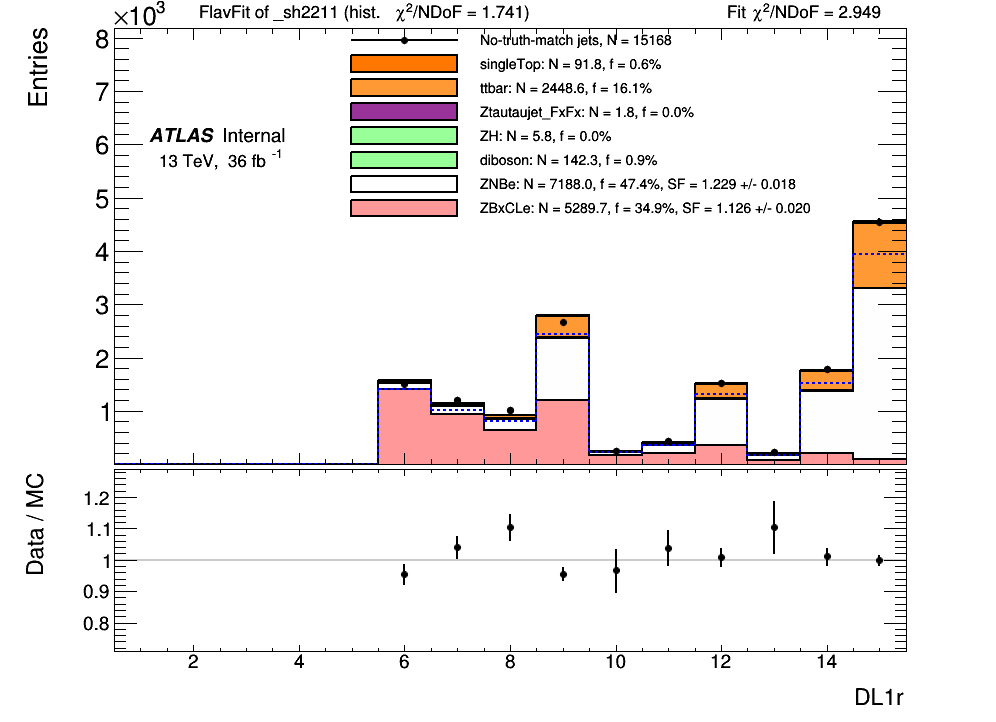 ×10³ FlavFit of _sh2211 (hist. χ²/NDoF = 1.741) Fit χ²/NDoF = 2.949
Entries
8
7
6
5
4
3
2
1
ATLAS Internal
13 TeV, 36 fb⁻¹
No-truth-match jets, N = 15168
singleTop: N = 91.8, f = 0.6%
ttbar: N = 2448.6, f = 16.1%
Ztautaujet_FxFx: N = 1.8, f = 0.0%
ZH: N = 5.8, f = 0.0%
diboson: N = 142.3, f = 0.9%
ZNBe: N = 7188.0, f = 47.4%, SF = 1.229 +/- 0.018
ZBxCLe: N = 5289.7, f = 34.9%, SF = 1.126 +/- 0.020
Data / MC
1.2
1.1
1
0.9
0.8
2 4 6 8 10 12 14
DL1r